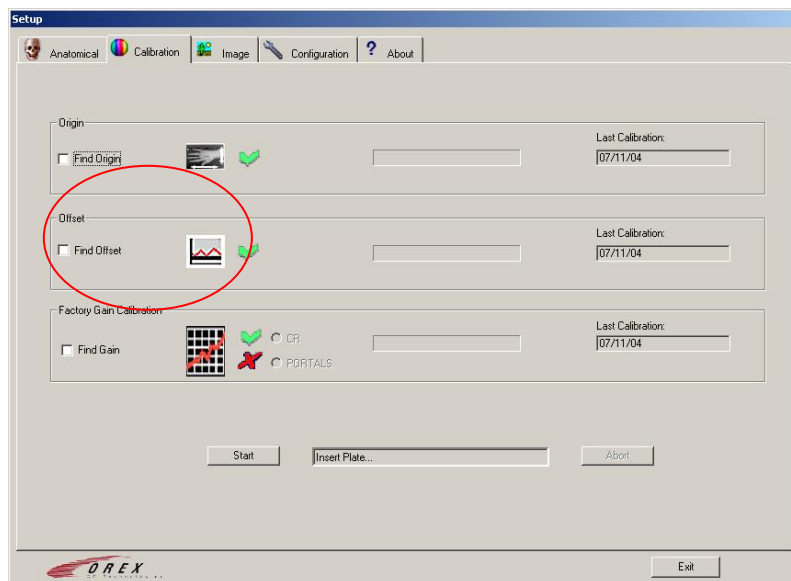 Setup
Anatomical Calibration Image Configuration ? About
Origin
Last Calibration:
Find Origin
07/11/04
Offset
Last Calibration:
Find Offset
07/11/04
Factory Gain Calibration
Last Calibration:
CR
07/11/04
Find Gain
PORTALS
Start Insert Plate... Abort
OREX
Exit